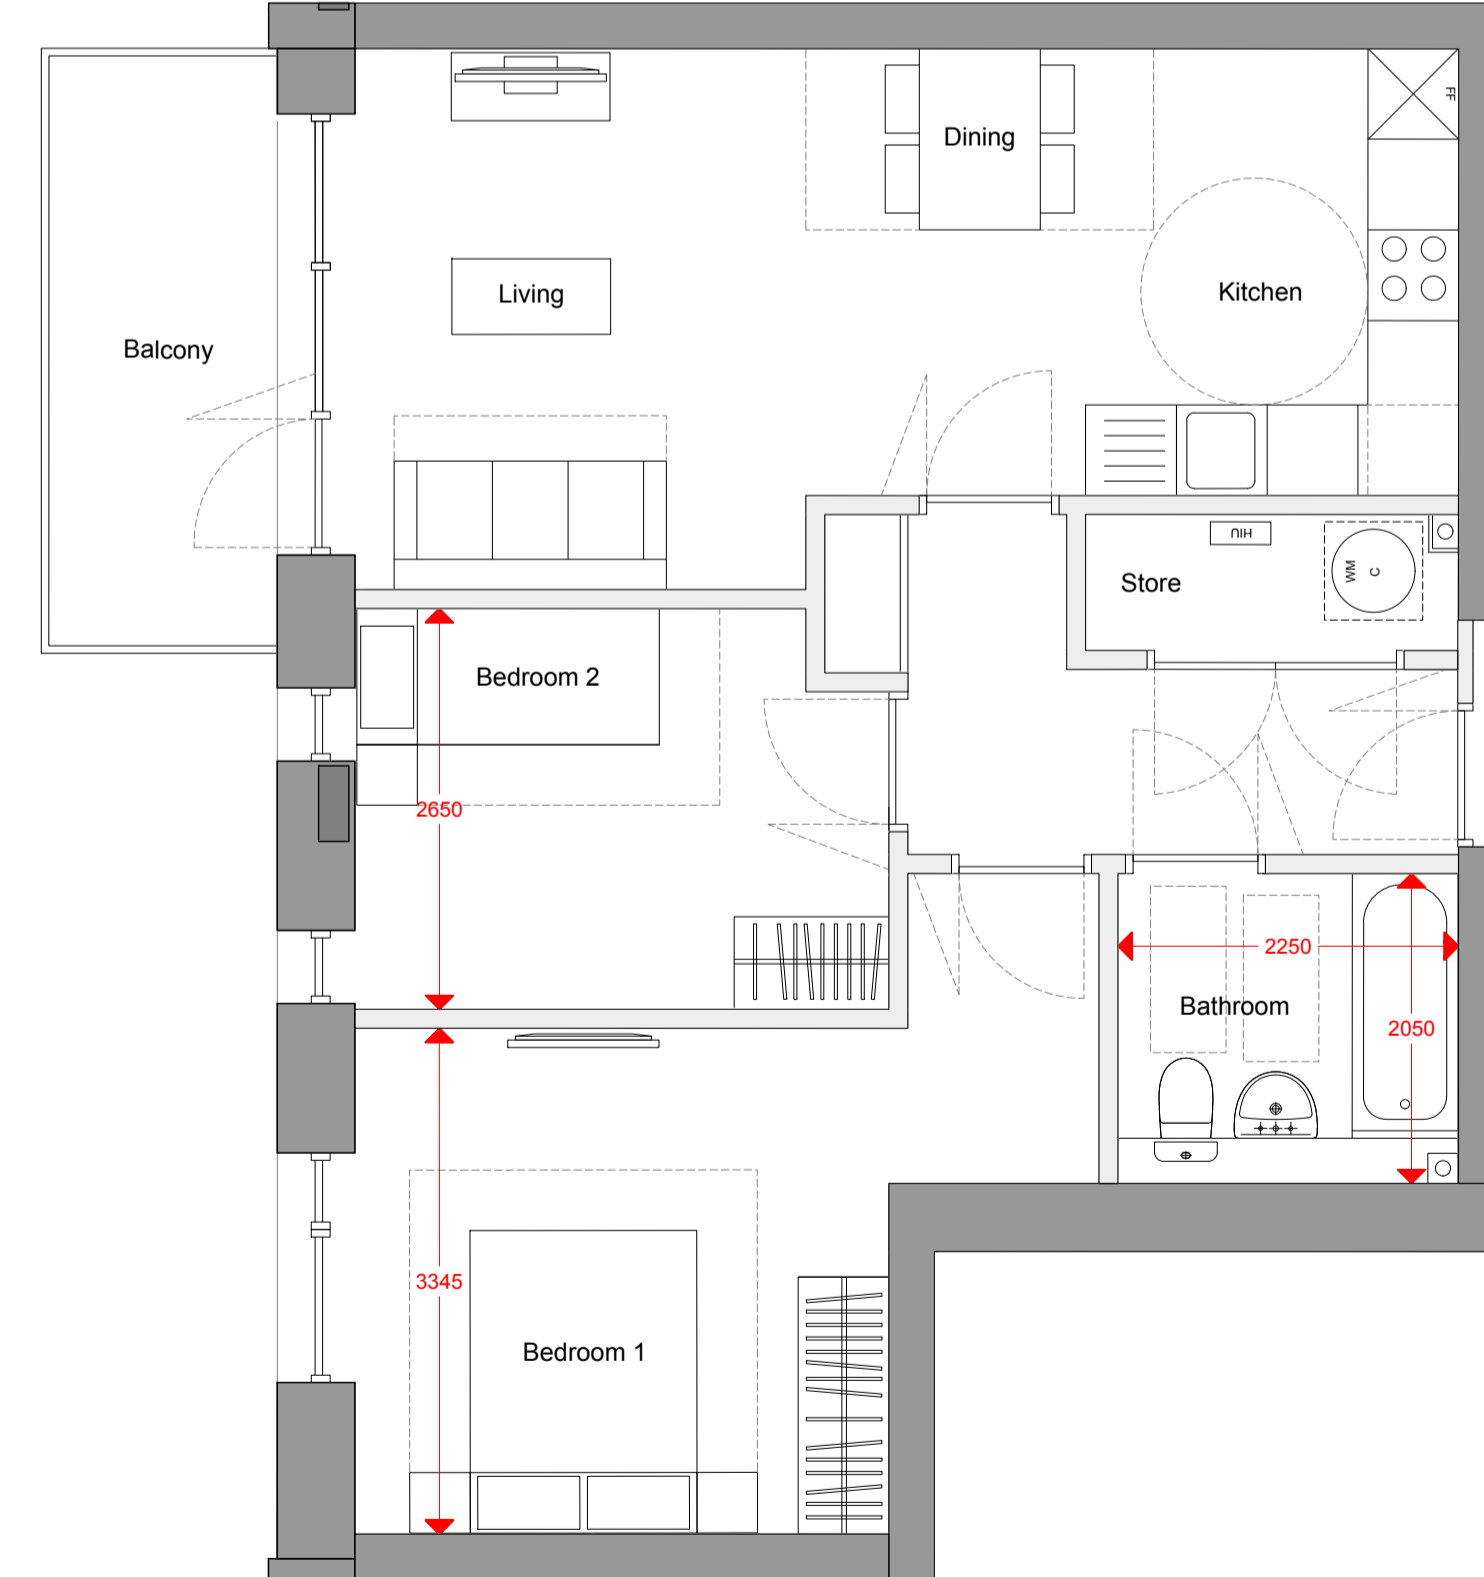 FF
Dining
Living
Kitchen
Balcony
HIU
WM
C
Store
Bedroom 2
2650
2250
Bathroom
2050
3345
Bedroom 1